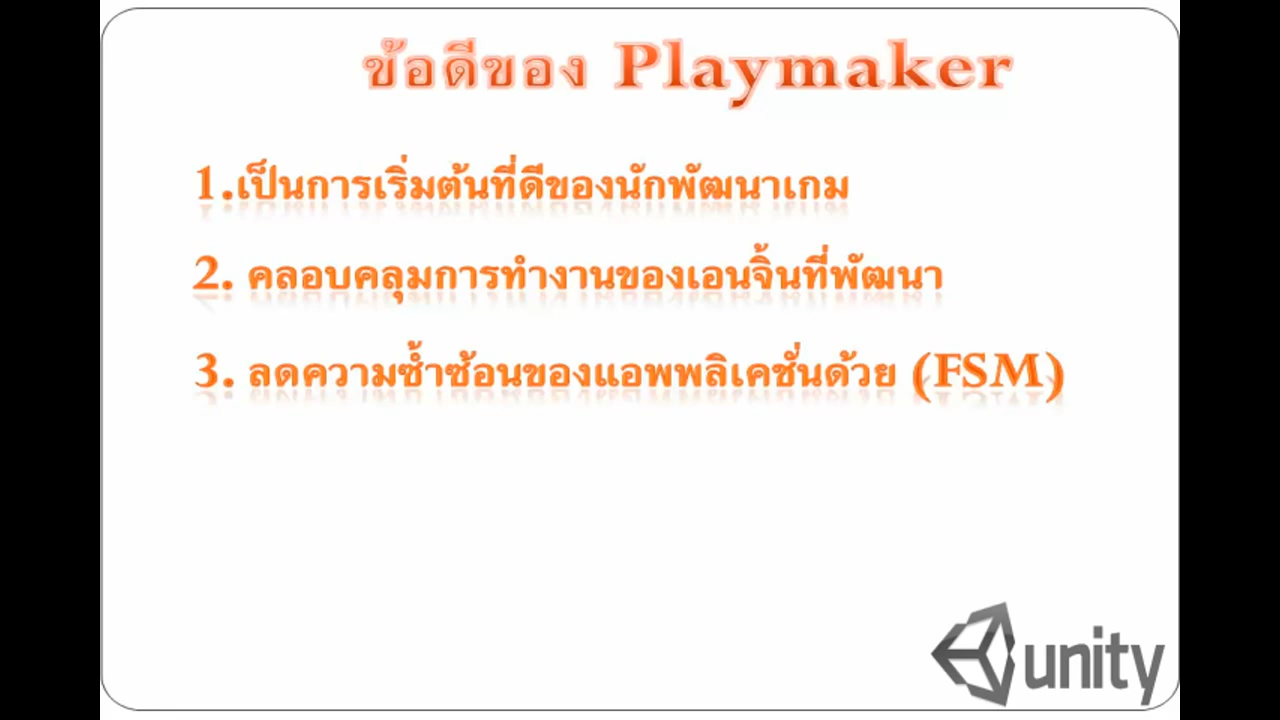 ข้อดีของ Playmaker
1.เป็นการเริ่มต้นที่ดีของนักพัฒนาเกม
2. คลอบคลุมการทำงานของเอนจิ้นที่พัฒนา
3. ลดความซ้ำซ้อนของแอพพลิเคชั่นด้วย (FSM)
unity